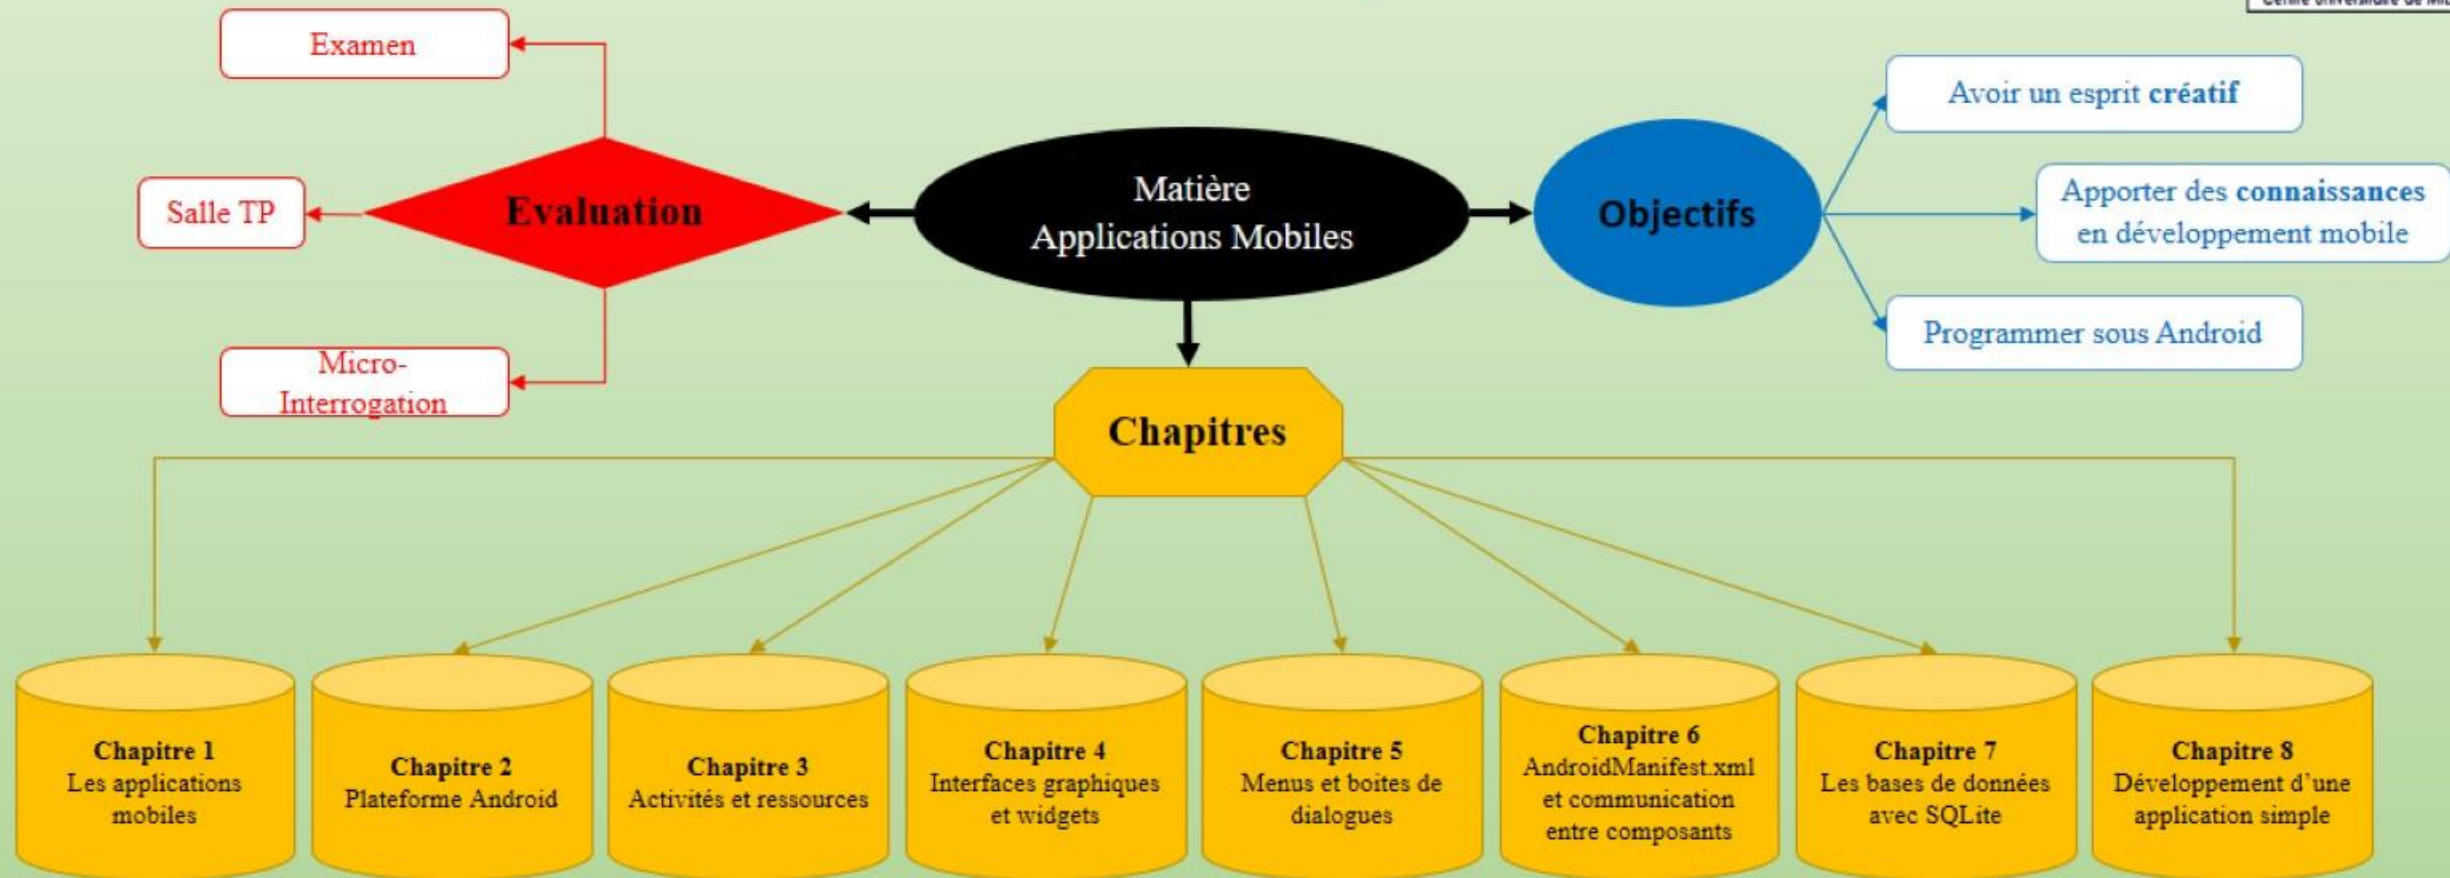 Centre universitaire de
Examen
Salle TP
Evaluation
Micro-
Interrogation
Matière
Applications Mobiles
Objectifs
Avoir un esprit créatif
Apporter des connaissances
en développement mobile
Programmer sous Android
Chapitres
Chapitre 1
Les applications
mobiles
Chapitre 2
Plateforme Android
Chapitre 3
Activités et ressources
Chapitre 4
Interfaces graphiques
et widgets
Chapitre 5
Menus et boites de
dialogues
Chapitre 6
AndroidManifest.xml
et communication
entre composants
Chapitre 7
Les bases de données
avec SQLite
Chapitre 8
Développement d’une
application simple